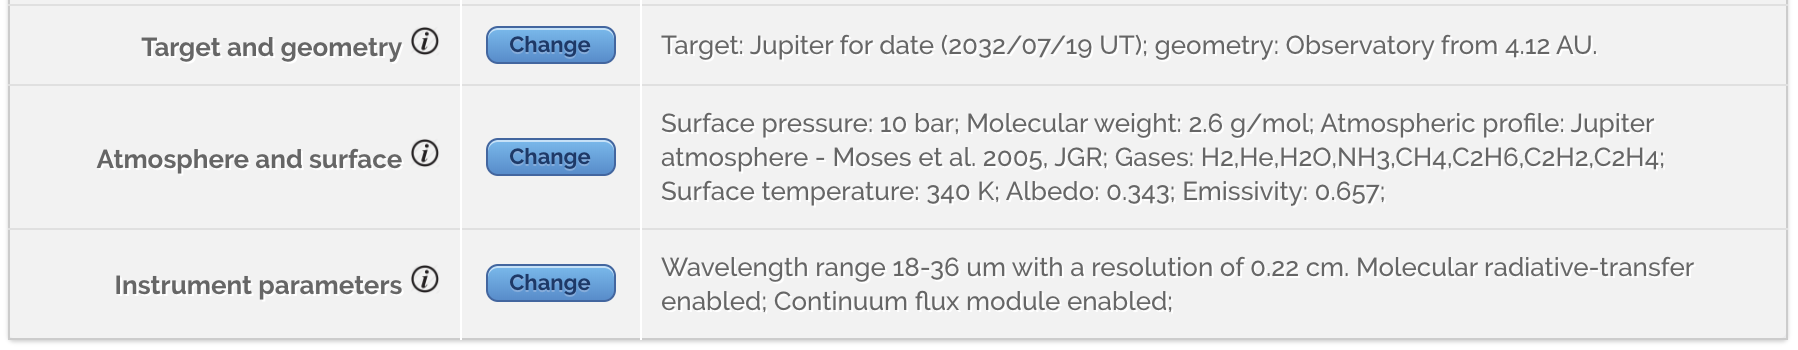 Target and geometry i Change Target: Jupiter for date (2032/07/19 UT); geometry: Observatory from 4.12 AU.
Atmosphere and surface i Change
Surface pressure: 10 bar; Molecular weight: 2.6 g/mol; Atmospheric profile: Jupiter
atmosphere - Moses et al. 2005, JGR; Gases: H2,He,H2O,NH3,CH4,C2H6,C2H2,C2H4;
Surface temperature: 340 K; Albedo: 0.343; Emissivity: 0.657;
Instrument parameters i Change
Wavelength range 18-36 um with a resolution of 0.22 cm. Molecular radiative-transfer
enabled; Continuum flux module enabled;